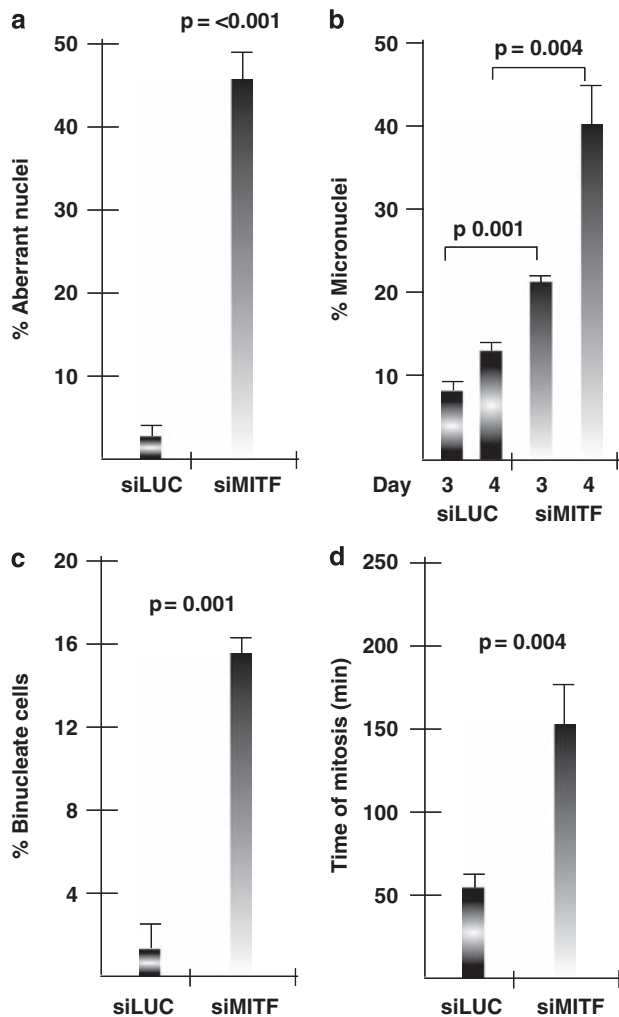 a
p = <0.001
50
40
30
20
10
% Aberrant nuclei
siLUC siMITF
b
p = 0.004
p 0.001
50
40
30
20
10
% Micronuclei
Day 3 4 3 4
siLUC siMITF
c
p = 0.001
20
16
12
8
4
% Binucleate cells
siLUC siMITF
d
p = 0.004
250
200
150
100
50
Time of mitosis (min)
siLUC siMITF